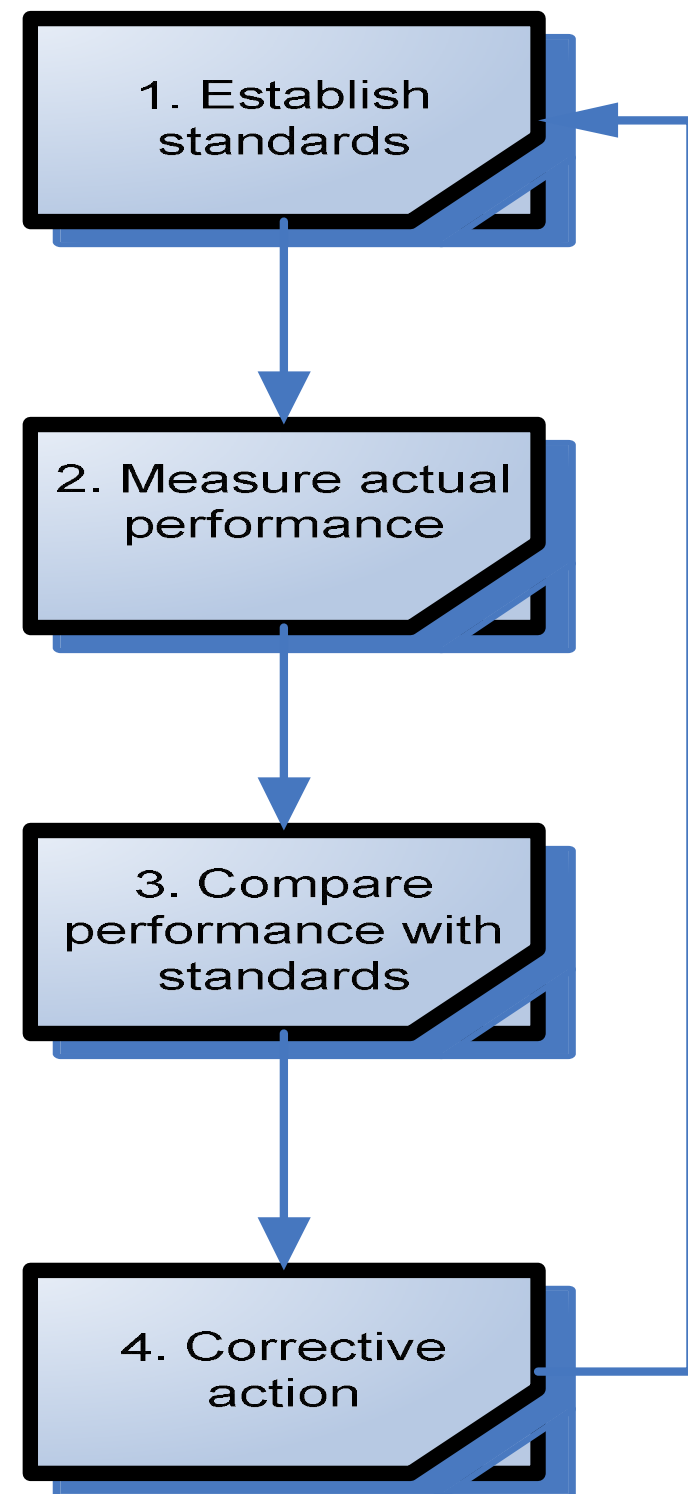 1. Establish
standards
2. Measure actual
performance
3. Compare
performance with
standards
4. Corrective
action